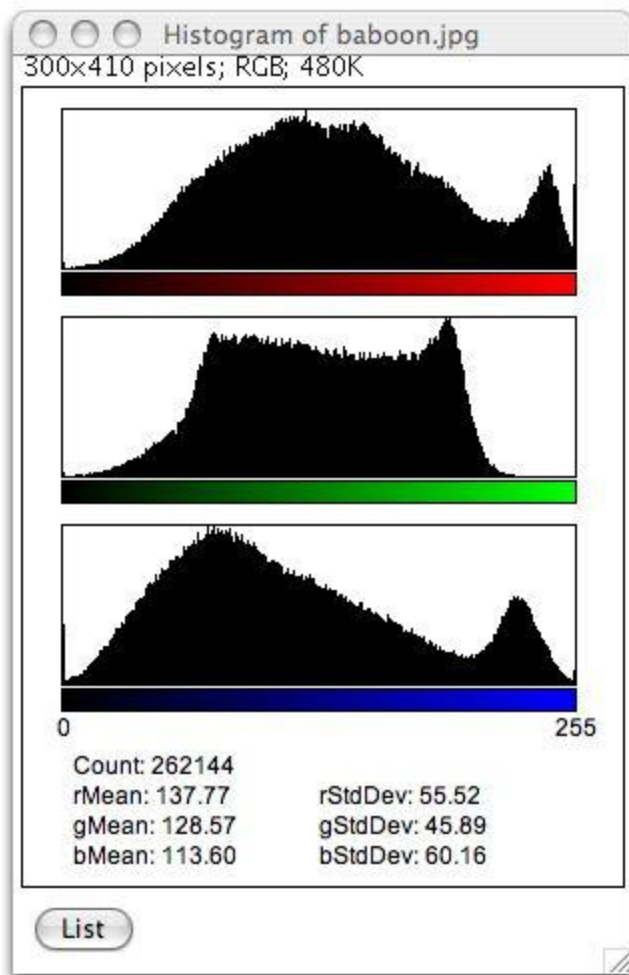 Histogram of baboon.jpg
300x410 pixels; RGB; 480K
0 255
Count: 262144
rMean: 137.77 rStdDev: 55.52
gMean: 128.57 gStdDev: 45.89
bMean: 113.60 bStdDev: 60.16
List